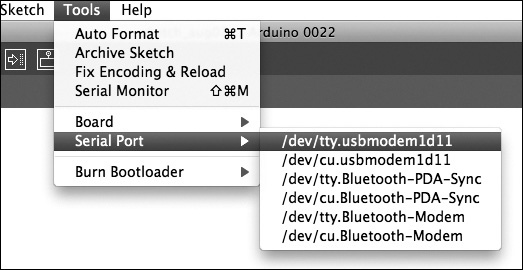 Sketch Tools Help
Arduino 0022
Auto Format ⌘T
Archive Sketch
Fix Encoding & Reload
Serial Monitor ⇧⌘M
Board ▶
Serial Port ▶ /dev/tty.usbmodem1d11
/dev/cu.usbmodem1d11
Burn Bootloader ▶ /dev/tty.Bluetooth-PDA-Sync
/dev/cu.Bluetooth-PDA-Sync
/dev/tty.Bluetooth-Modem
/dev/cu.Bluetooth-Modem